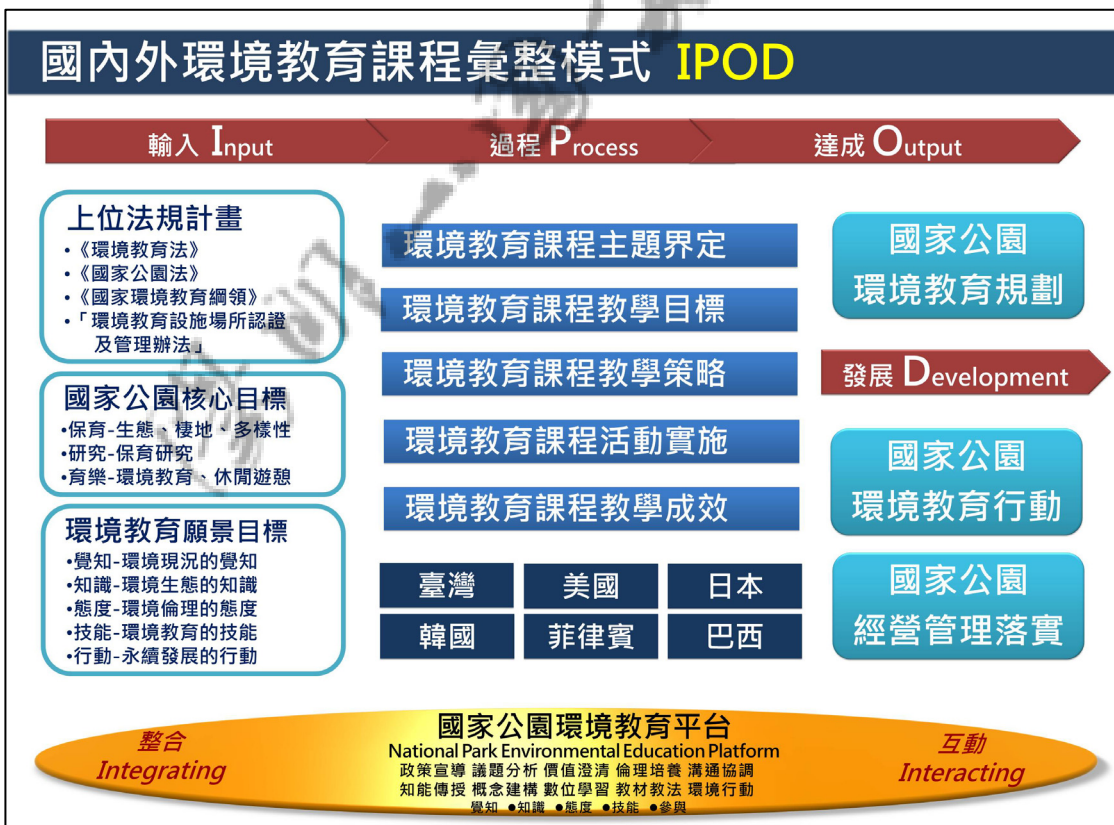 國內外環境教育課程彙整模式 IPOD
輸入 Input
過程 Process
達成 Output
上位法規計畫
•《環境教育法》
•《國家公園法》
•《國家環境教育綱領》
•「環境教育設施場所認證
及管理辦法」
國家公園核心目標
•保育-生態、棲地、多樣性
•研究-保育研究
•育樂-環境教育、休閒遊憩
環境教育願景目標
•覺知-環境現況的覺知
•知識-環境生態的知識
•態度-環境倫理的態度
•技能-環境教育的技能
•行動-永續發展的行動
環境教育課程主題界定
環境教育課程教學目標
環境教育課程教學策略
環境教育課程活動實施
環境教育課程教學成效
臺灣 美國 日本
韓國 菲律賓 巴西
國家公園
環境教育規劃
發展 Development
國家公園
環境教育行動
國家公園
經營管理落實
整合
Integrating
國家公園環境教育平台
National Park Environmental Education Platform
政策宣導 議題分析 價值澄清 倫理培養 溝通協調
知能傳授 概念建構 數位學習 教材教法 環境行動
覺知 ●知識 ●態度 ●技能 ●參與
互動
Interacting